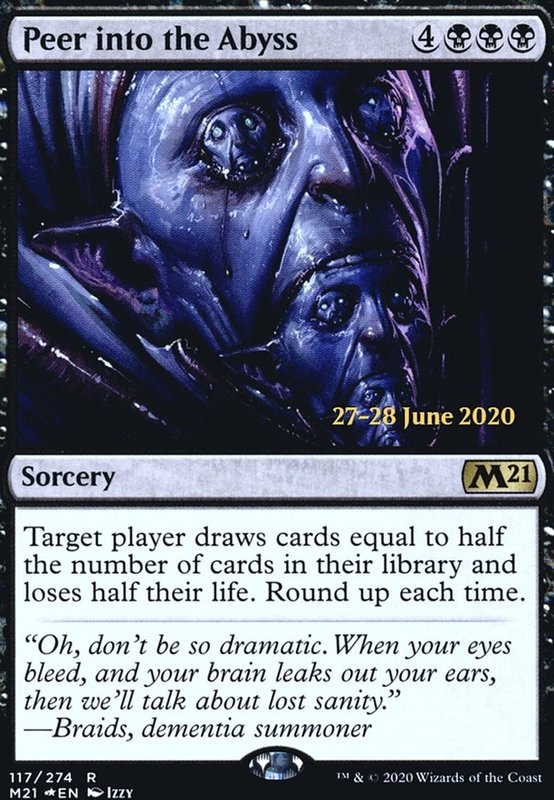 Peer into the Abyss 4
27–28 June 2020
Sorcery M21
Target player draws cards equal to half
the number of cards in their library and
loses half their life. Round up each time.
“Oh, don’t be so dramatic. When your eyes
bleed, and your brain leaks out your ears,
then we’ll talk about lost sanity.”
—Braids, dementia summoner
117/274 R
M21 ★ EN Izzy
™ & © 2020 Wizards of the Coast